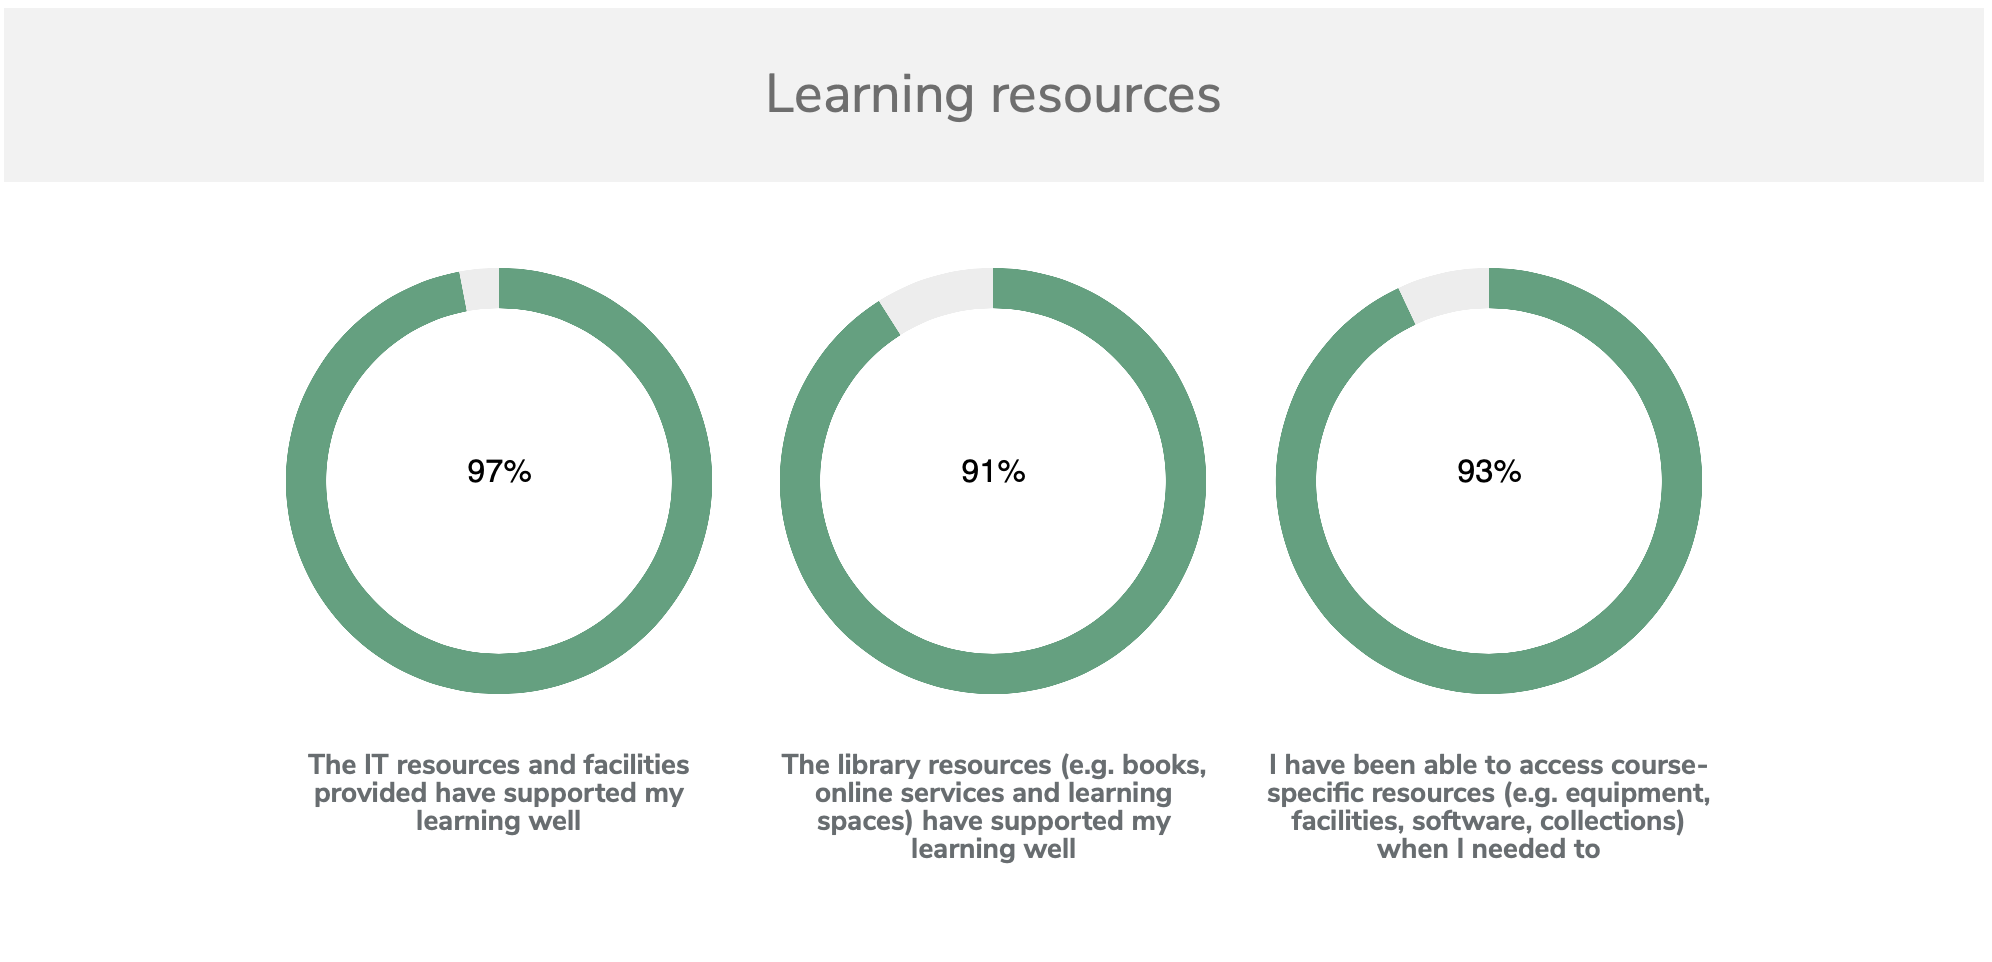 Learning resources
97%
91%
93%
The IT resources and facilities
provided have supported my
learning well
The library resources (e.g. books,
online services and learning
spaces) have supported my
learning well
I have been able to access course-
specific resources (e.g. equipment,
facilities, software, collections)
when I needed to